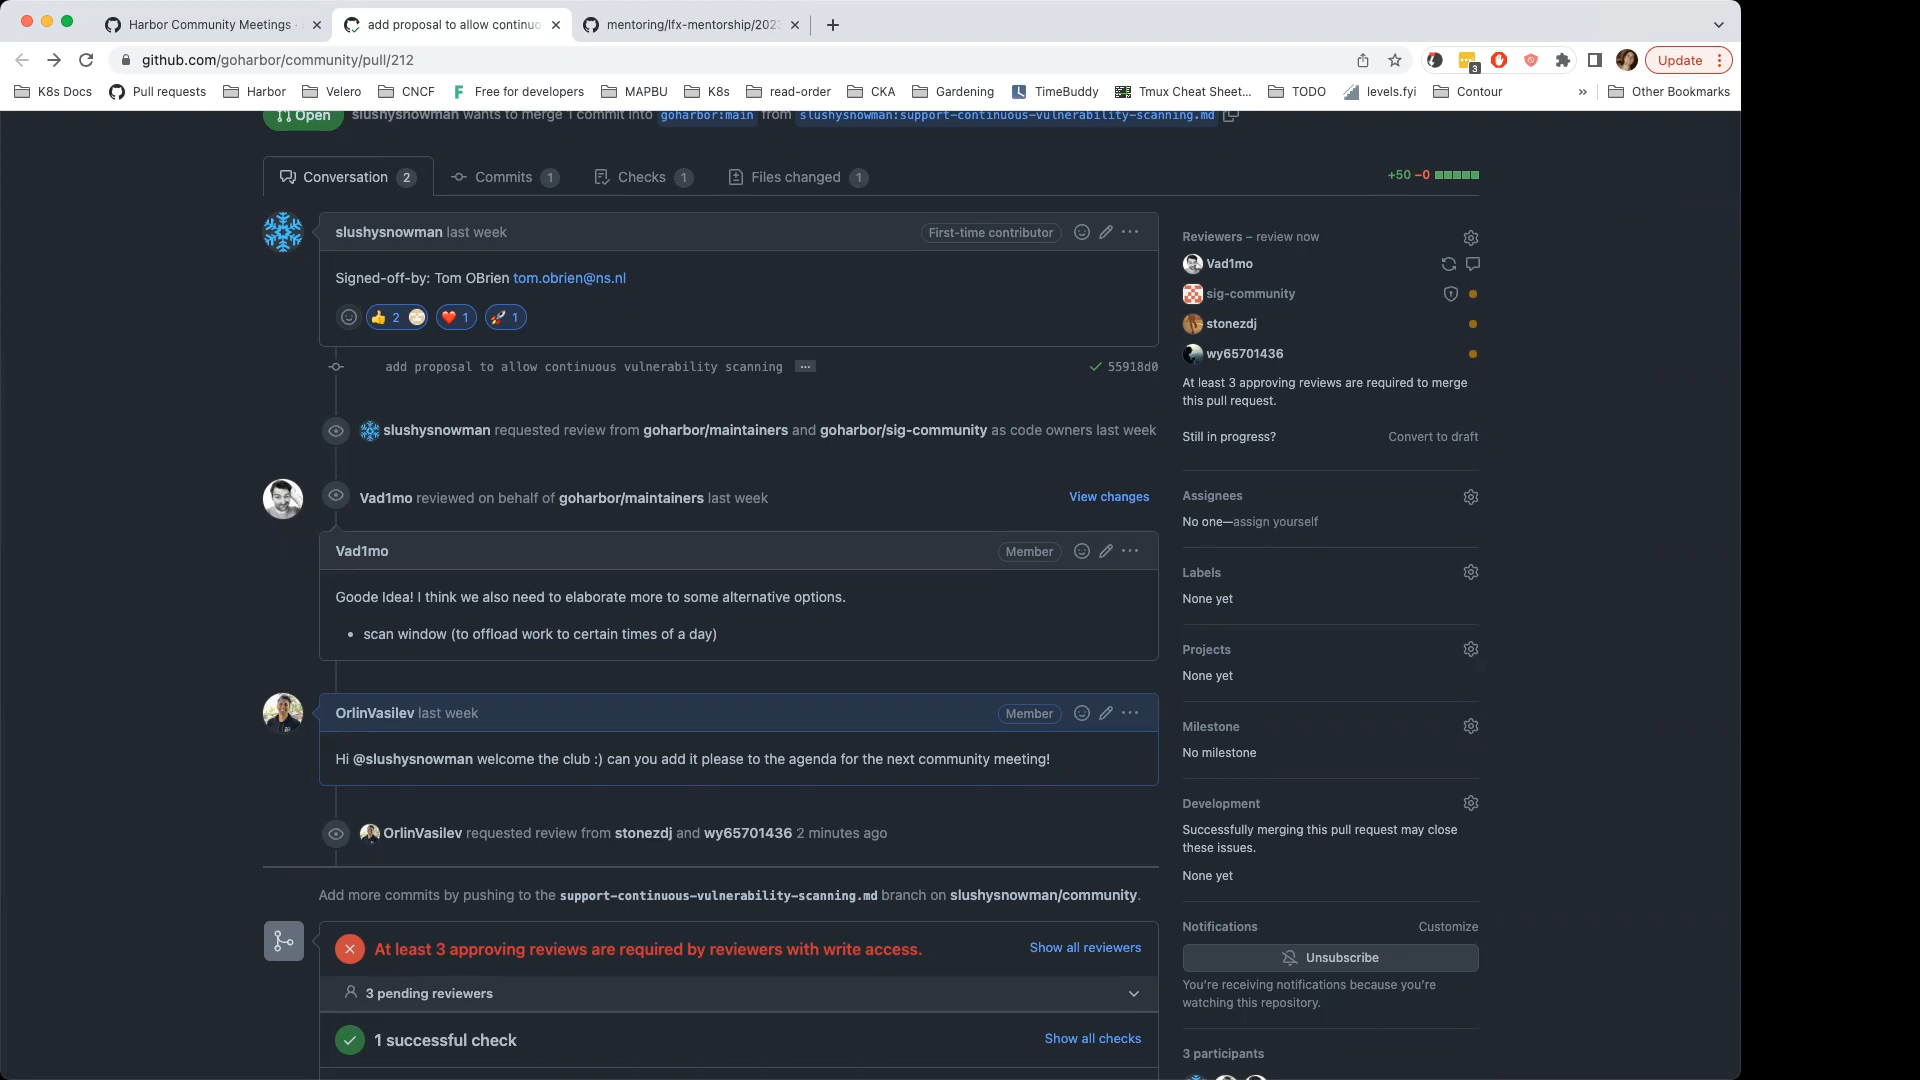 Harbor Community Meetings ·
add proposal to allow continuo
mentoring/lfx-mentorship/202
github.com/goharbor/community/pull/212
3
Update
K8s Docs
Pull requests
Harbor
Velero
CNCF
Free for developers
MAPBU
K8s
read-order
CKA
Gardening
TimeBuddy
Tmux Cheat Sheet...
TODO
levels.fyi
Contour
»
Other Bookmarks
Open
slushysnowman wants to merge 1 commit into goharbor:main from slushysnowman:support-continuous-vulnerability-scanning.md
Conversation 2
Commits 1
Checks 1
Files changed 1
+50 −0
slushysnowman last week
First-time contributor
Signed-off-by: Tom OBrien tom.obrien@ns.nl
2
1
1
add proposal to allow continuous vulnerability scanning ...
55918d0
slushysnowman requested review from goharbor/maintainers and goharbor/sig-community as code owners last week
Vad1mo reviewed on behalf of goharbor/maintainers last week
View changes
Vad1mo
Member
Goode Idea! I think we also need to elaborate more to some alternative options.
• scan window (to offload work to certain times of a day)
OrlinVasilev last week
Member
Hi @slushysnowman welcome the club :) can you add it please to the agenda for the next community meeting!
OrlinVasilev requested review from stonezdj and wy65701436 2 minutes ago
Add more commits by pushing to the support-continuous-vulnerability-scanning.md branch on slushysnowman/community.
At least 3 approving reviews are required by reviewers with write access.
Show all reviewers
3 pending reviewers
1 successful check
Show all checks
Reviewers – review now
Vad1mo
sig-community
stonezdj
wy65701436
At least 3 approving reviews are required to merge
this pull request.
Still in progress?
Convert to draft
Assignees
No one—assign yourself
Labels
None yet
Projects
None yet
Milestone
No milestone
Development
Successfully merging this pull request may close
these issues.
None yet
Notifications
Customize
Unsubscribe
You're receiving notifications because you're
watching this repository.
3 participants